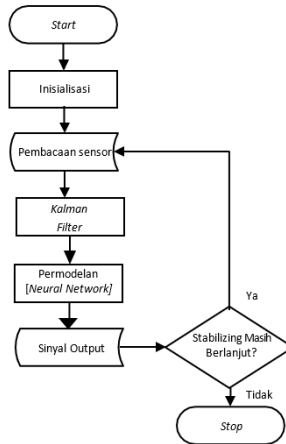 Start
Inisialisasi
Pembacaan sensor
Kalman
Filter
Permodelan
[Neural Network]
Sinyal Output
Stabilizing Masih
Berlanjut?
Ya
Tidak
Stop